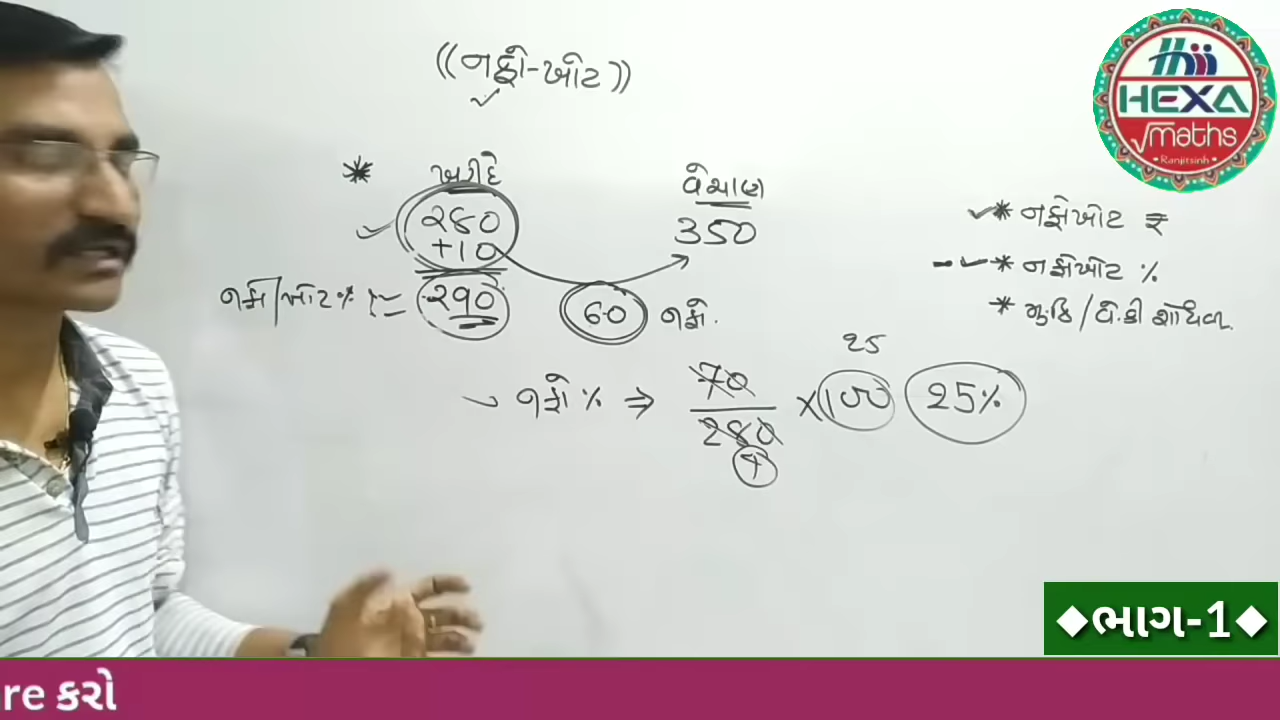 ((નફો-ખોટ))
* ખરીદ વેચાણ
280 350
+10
નફો/ખોટ % 290 60 નફો.
* નફોખોટ ₹
* નફોખોટ %
*
25
નફો % ⇒ 70/280 ×100 25%
4
HEXA
√maths
Ranjitsinh
◆ભાગ-1◆
re કરો